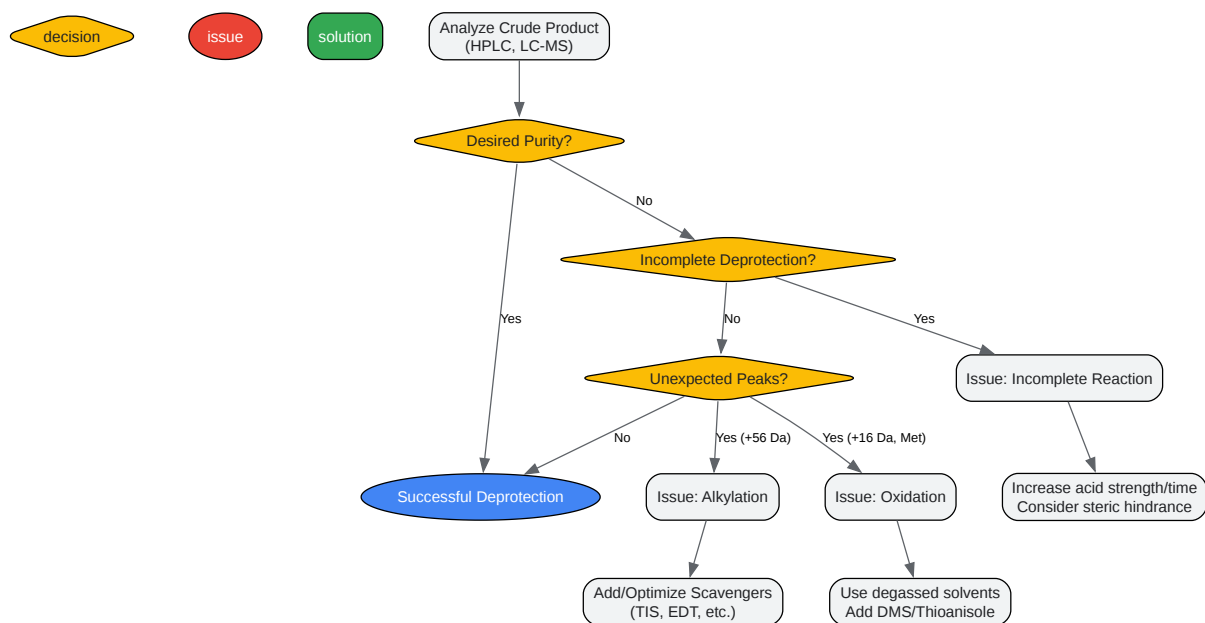 decision
issue
solution
Analyze Crude Product
(HPLC, LC-MS)
Desired Purity?
No
Incomplete Deprotection?
Yes
No
Yes
Unexpected Peaks?
Issue: Incomplete Reaction
No
Yes (+56 Da)
Yes (+16 Da, Met)
Successful Deprotection
Issue: Alkylation
Issue: Oxidation
Increase acid strength/time
Consider steric hindrance
Add/Optimize Scavengers
(TIS, EDT, etc.)
Use degassed solvents
Add DMS/Thioanisole